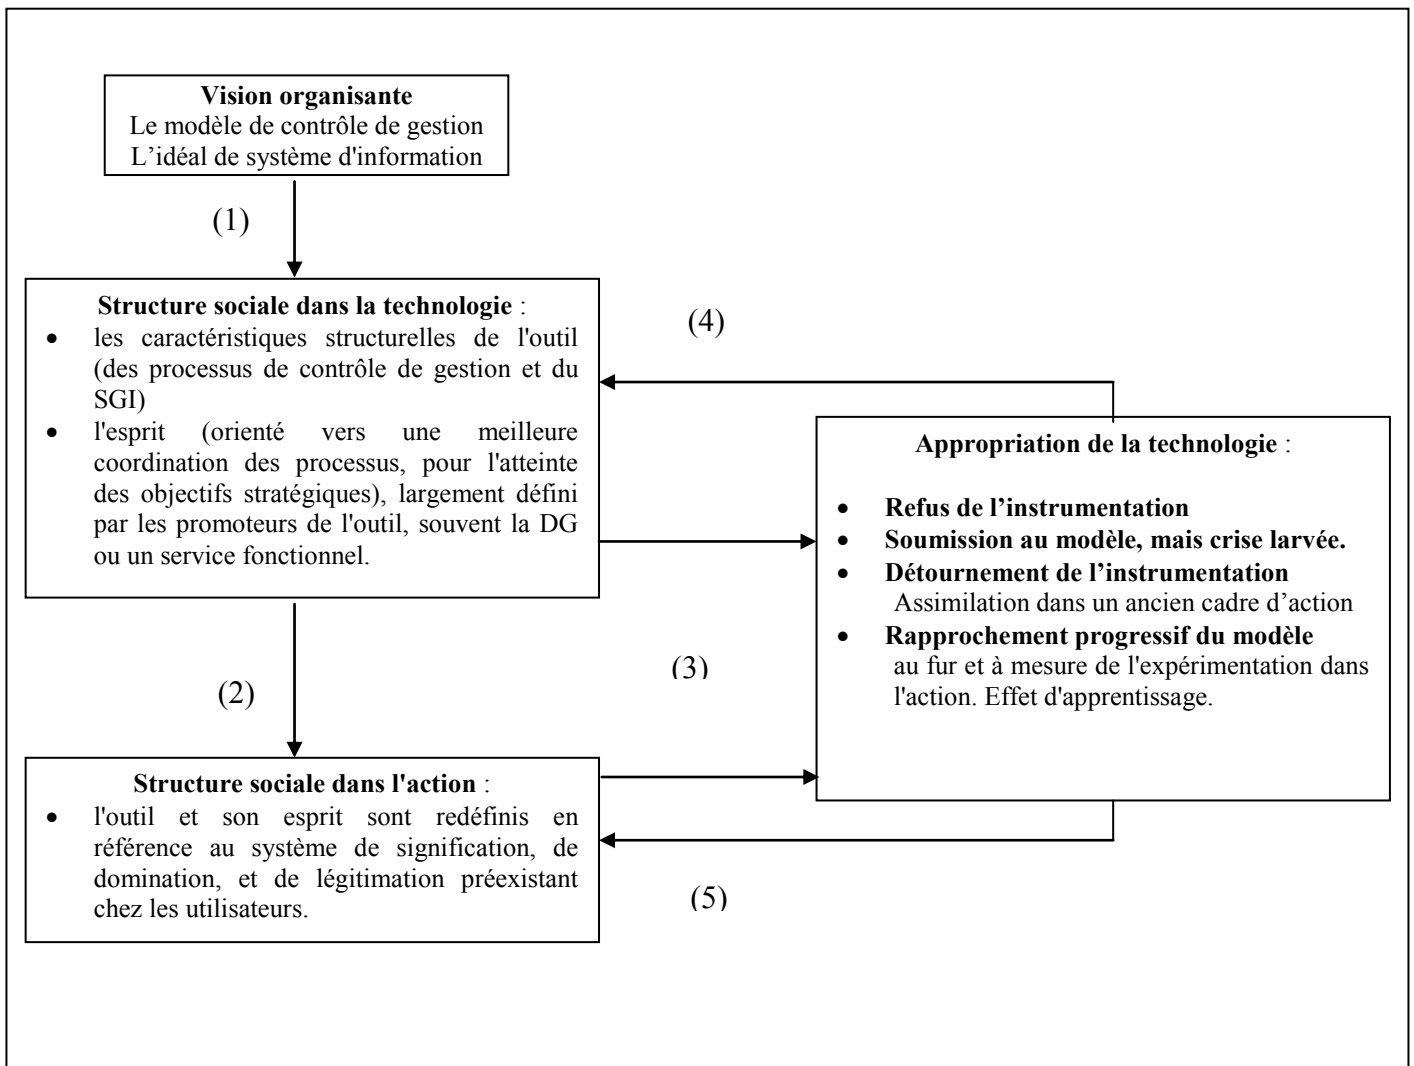 Vision organisante
Le modèle de contrôle de gestion
L'idéal de système d'information
(1)
Structure sociale dans la technologie :
• les caractéristiques structurelles de l'outil
(des processus de contrôle de gestion et du
SGI)
• l'esprit (orienté vers une meilleure
coordination des processus, pour l'atteinte
des objectifs stratégiques), largement défini
par les promoteurs de l'outil, souvent la DG
ou un service fonctionnel.
(4)
Appropriation de la technologie :
• Refus de l'instrumentation
• Soumission au modèle, mais crise larvée.
• Détournement de l'instrumentation
Assimilation dans un ancien cadre d'action
• Rapprochement progressif du modèle
au fur et à mesure de l'expérimentation dans
l'action. Effet d'apprentissage.
(3)
(2)
Structure sociale dans l'action :
• l'outil et son esprit sont redéfinis en
référence au système de signification, de
domination, et de légitimation préexistant
chez les utilisateurs.
(5)